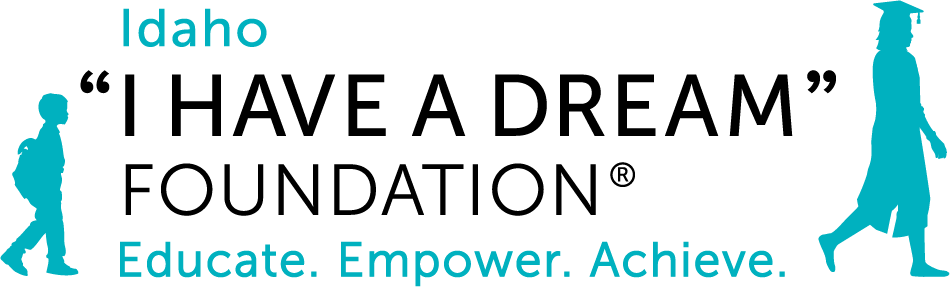 Idaho
“I HAVE A DREAM”
FOUNDATION®
Educate. Empower. Achieve.